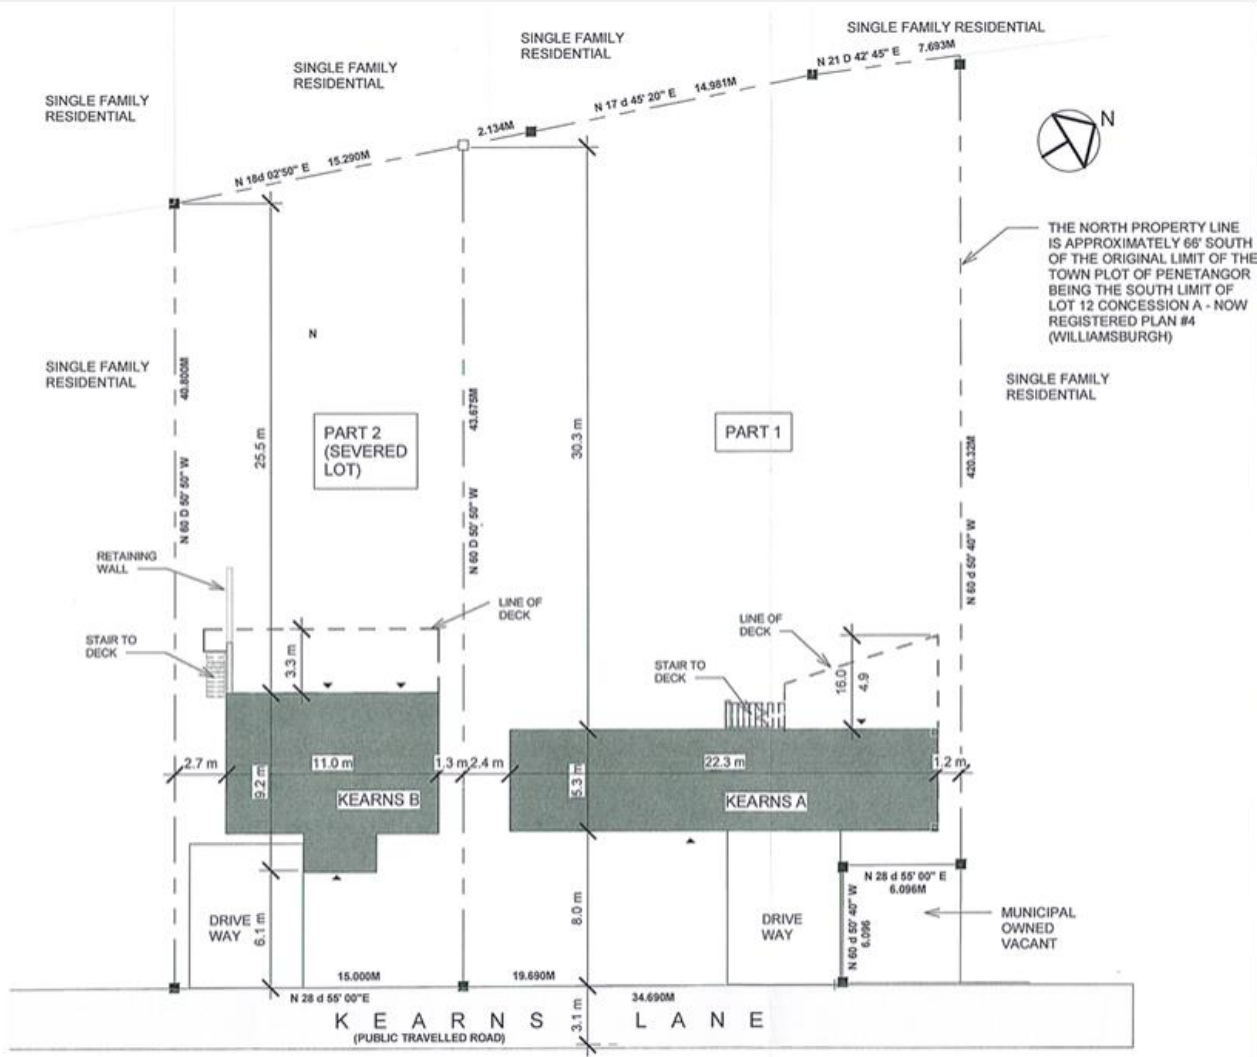 SINGLE FAMILY RESIDENTIAL
SINGLE FAMILY
RESIDENTIAL
N 21 D 42' 45" E
7.693M
SINGLE FAMILY
RESIDENTIAL
N 17 d 45' 20" E
14.981M
SINGLE FAMILY
RESIDENTIAL
2.134M
N 18d 02'50" E
15.290M
N
THE NORTH PROPERTY LINE
IS APPROXIMATELY 66' SOUTH
OF THE ORIGINAL LIMIT OF THE
TOWN PLOT OF PENETANGOR
BEING THE SOUTH LIMIT OF
LOT 12 CONCESSION A - NOW
REGISTERED PLAN #4
(WILLIAMSBURGH)
N
SINGLE FAMILY
RESIDENTIAL
SINGLE FAMILY
RESIDENTIAL
40.800M
N 60 D 50' 50" W
25.5 m
PART 2
(SEVERED
LOT)
43.675M
N 60 D 50' 50" W
30.3 m
PART 1
420.32M
N 60 d 50' 40" W
RETAINING
WALL
STAIR TO
DECK
3.3 m
LINE OF
DECK
LINE OF
DECK
STAIR TO
DECK
16.0
4.9
2.7 m
9.2 m
11.0 m
1.3 m
2.4 m
5.3 m
22.3 m
1.2 m
KEARNS B
KEARNS A
DRIVE
WAY
6.1 m
8.0 m
DRIVE
WAY
N 60 d 50' 40" W
6.096
N 28 d 55' 00" E
6.096M
MUNICIPAL
OWNED
VACANT
15.000M
19.690M
N 28 d 55' 00"E
34.690M
KEARNS LANE
(PUBLIC TRAVELLED ROAD)
3.1 m